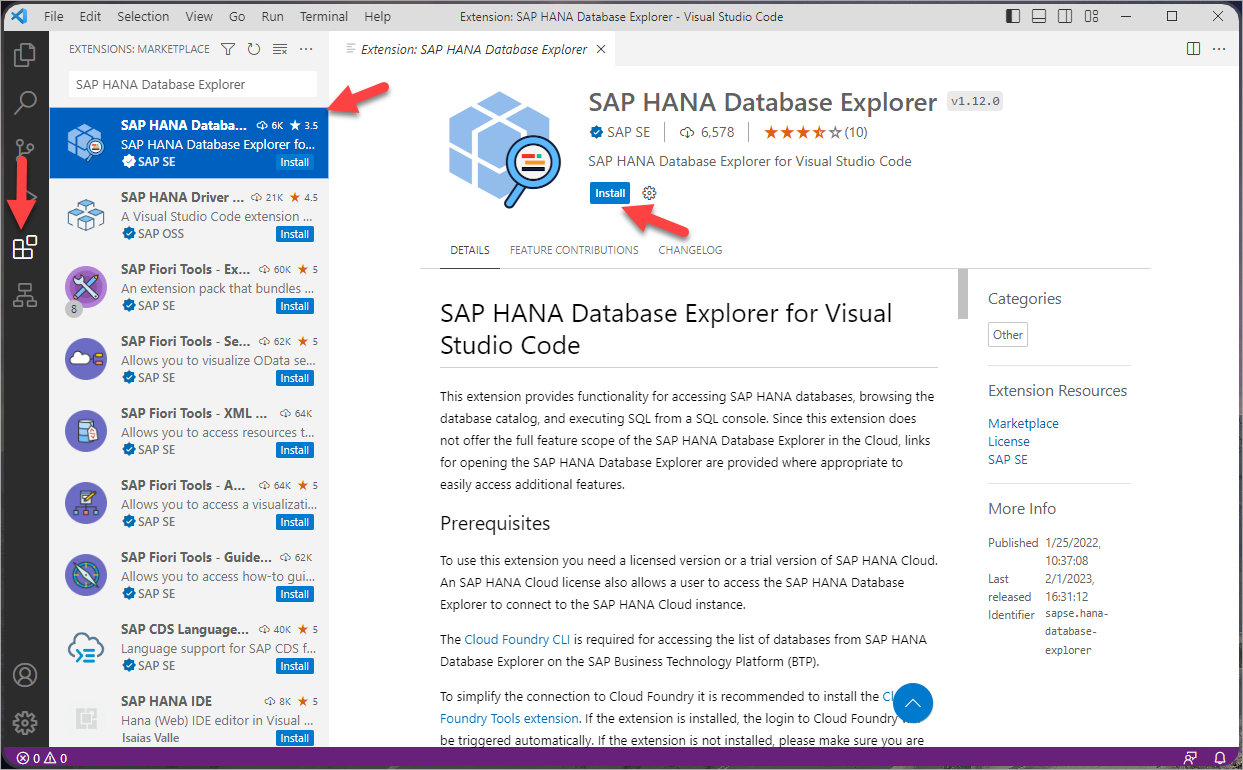 File Edit Selection View Go Run Terminal Help
Extension: SAP HANA Database Explorer - Visual Studio Code
EXTENSIONS: MARKETPLACE
SAP HANA Database Explorer
SAP HANA Databa... 6K ★ 3.5
SAP HANA Database Explorer fo...
SAP SE Install
SAP HANA Driver ... 21K ★ 4.5
A Visual Studio Code extension ...
SAP OSS Install
SAP Fiori Tools - Ex... 60K ★ 5
An extension pack that bundles ...
8
SAP SE Install
SAP Fiori Tools - Se... 62K ★ 5
Allows you to visualize OData se...
SAP SE Install
SAP Fiori Tools - XML ... 64K
Allows you to access resources t...
SAP SE Install
SAP Fiori Tools - A... 64K ★ 5
Allows you to access a visualizati...
SAP SE Install
SAP Fiori Tools - Guide... 62K
Allows you to access how-to gui...
SAP SE Install
SAP CDS Language... 40K ★ 5
Language support for SAP CDS f...
SAP SE Install
SAP HANA IDE 8K ★ 5
Hana (Web) IDE editor in Visual ...
Isaias Valle Install
Extension: SAP HANA Database Explorer
SAP HANA Database Explorer v1.12.0
SAP SE 6,578 (10)
SAP HANA Database Explorer for Visual Studio Code
Install
DETAILS FEATURE CONTRIBUTIONS CHANGELOG
SAP HANA Database Explorer for Visual
Studio Code
This extension provides functionality for accessing SAP HANA databases, browsing the
database catalog, and executing SQL from a SQL console. Since this extension does
not offer the full feature scope of the SAP HANA Database Explorer in the Cloud, links
for opening the SAP HANA Database Explorer are provided where appropriate to
easily access additional features.
Prerequisites
To use this extension you need a licensed version or a trial version of SAP HANA Cloud.
An SAP HANA Cloud license also allows a user to access the SAP HANA Database
Explorer to connect to the SAP HANA Cloud instance.
The Cloud Foundry CLI is required for accessing the list of databases from SAP HANA
Database Explorer on the SAP Business Technology Platform (BTP).
To simplify the connection to Cloud Foundry it is recommended to install the
Foundry Tools extension. If the extension is installed, the login to Cloud Foundry
be triggered automatically. If the extension is not installed, please make sure you are
Categories
Other
Extension Resources
Marketplace
License
SAP SE
More Info
Published 1/25/2022,
10:37:08
Last 2/1/2023,
released 16:31:12
Identifier sapse.hana-
database-
explorer
0 0